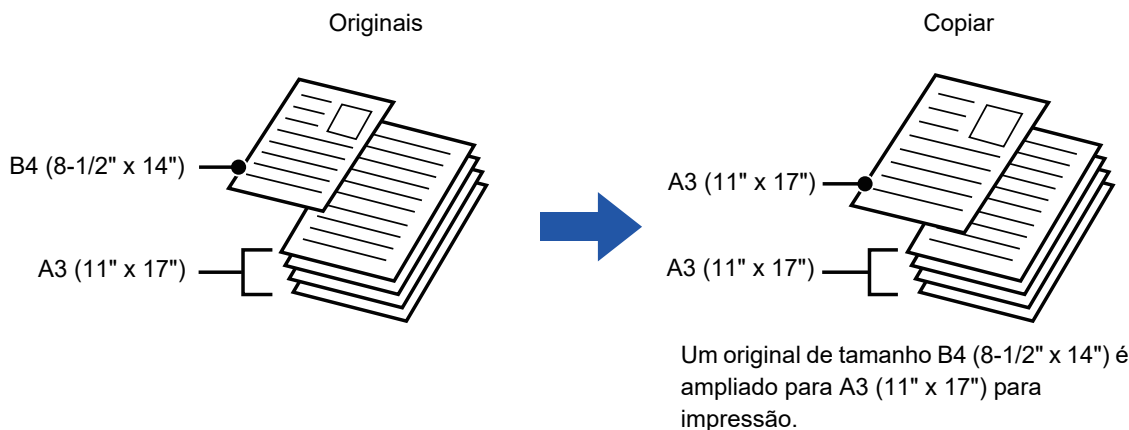 Originais
B4 (8-1/2" x 14")
A3 (11" x 17")
Copiar
A3 (11" x 17")
A3 (11" x 17")
Um original de tamanho B4 (8-1/2" x 14") é
ampliado para A3 (11" x 17") para
impressão.